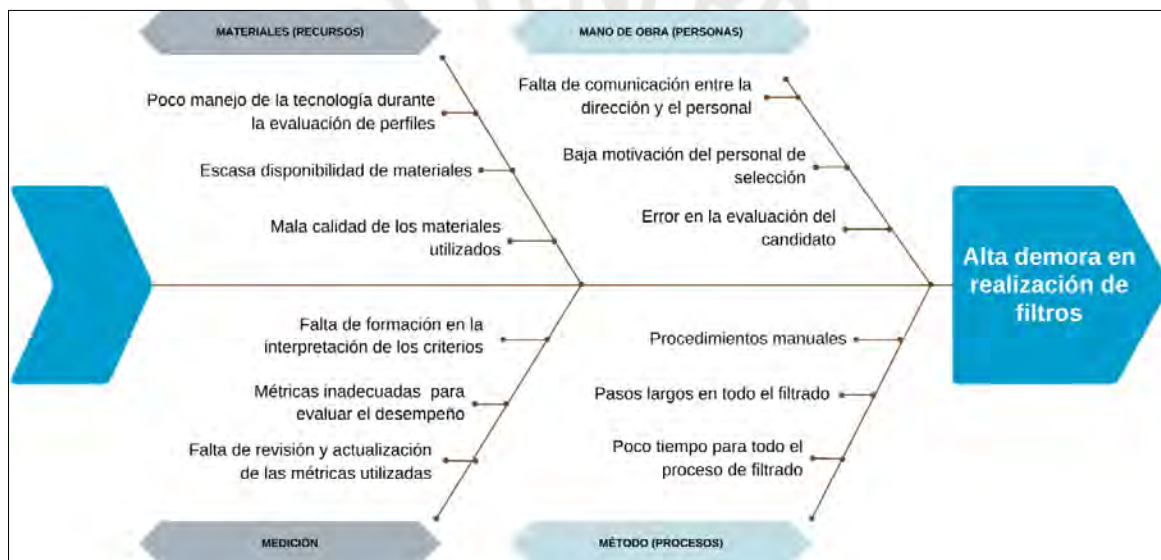 MATERIALES (RECURSOS)
MANO DE OBRA (PERSONAS)
Poco manejo de la tecnología durante
la evaluación de perfiles
Escasa disponibilidad de materiales
Mala calidad de los materiales
utilizados
Falta de comunicación entre la
dirección y el personal
Baja motivación del personal de
selección
Error en la evaluación del
candidato
Alta demora en
realización de
filtros
Falta de formación en la
interpretación de los criterios
Métricas inadecuadas para
evaluar el desempeño
Falta de revisión y actualización
de las métricas utilizadas
Procedimientos manuales
Pasos largos en todo el filtrado
Poco tiempo para todo el
proceso de filtrado
MEDICIÓN
MÉTODO (PROCESOS)